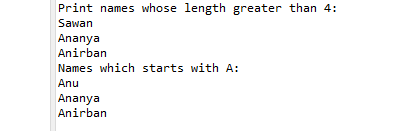 Print names whose length greater than 4:
Sawan
Ananya
Anirban
Names which starts with A:
Anu
Ananya
Anirban